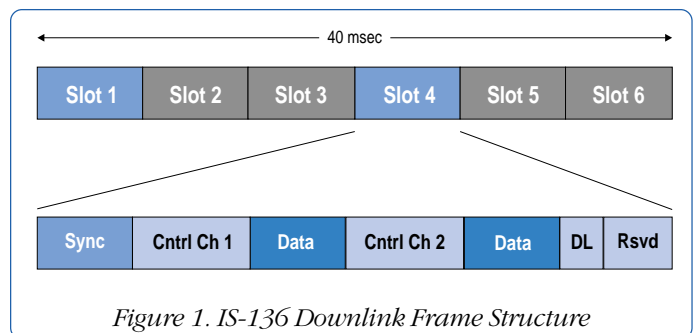 40 msec
Slot 1 Slot 2 Slot 3 Slot 4 Slot 5 Slot 6
Sync Cntrl Ch 1 Data Cntrl Ch 2 Data DL Rsvd
Figure 1. IS-136 Downlink Frame Structure